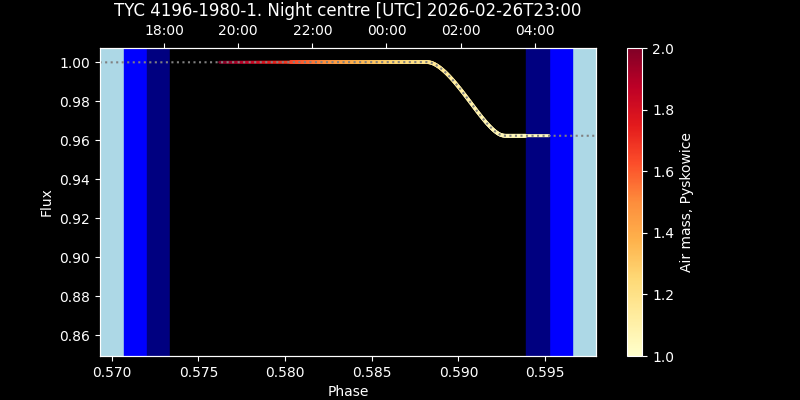 TYC 4196-1980-1. Night centre [UTC] 2026-02-26T23:00
18:00 20:00 22:00 00:00 02:00 04:00
1.00
0.98
0.96
0.94
0.92
0.90
0.88
0.86
Flux
0.570 0.575 0.580 0.585 0.590 0.595
Phase
2.0
1.8
1.6
1.4
1.2
1.0
Air mass, Pyskowice